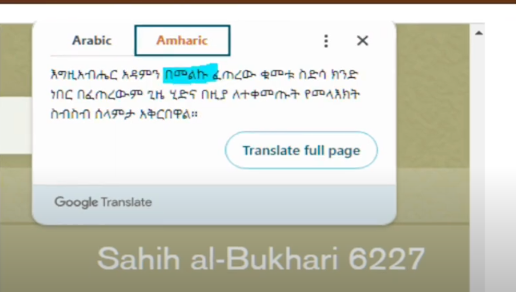 Arabic Amharic
እግዚአብሔር አዳምን በመልኩ ፈጠረው ቁመቱ ስድሳ ክንድ
ነበር በፈጠረውም ጊዜ ሂድና በዚያ ለተቀመጡት የመላእክት
ስብስብ ሰላምታ አቅርበዋል።
Translate full page
Google Translate
Sahih al-Bukhari 6227